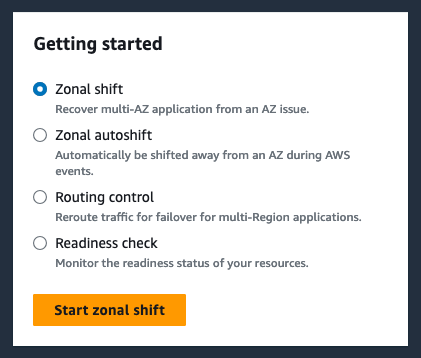 Getting started
Zonal shift
Recover multi-AZ application from an AZ issue.
Zonal autoshift
Automatically be shifted away from an AZ during AWS
events.
Routing control
Reroute traffic for failover for multi-Region applications.
Readiness check
Monitor the readiness status of your resources.
Start zonal shift